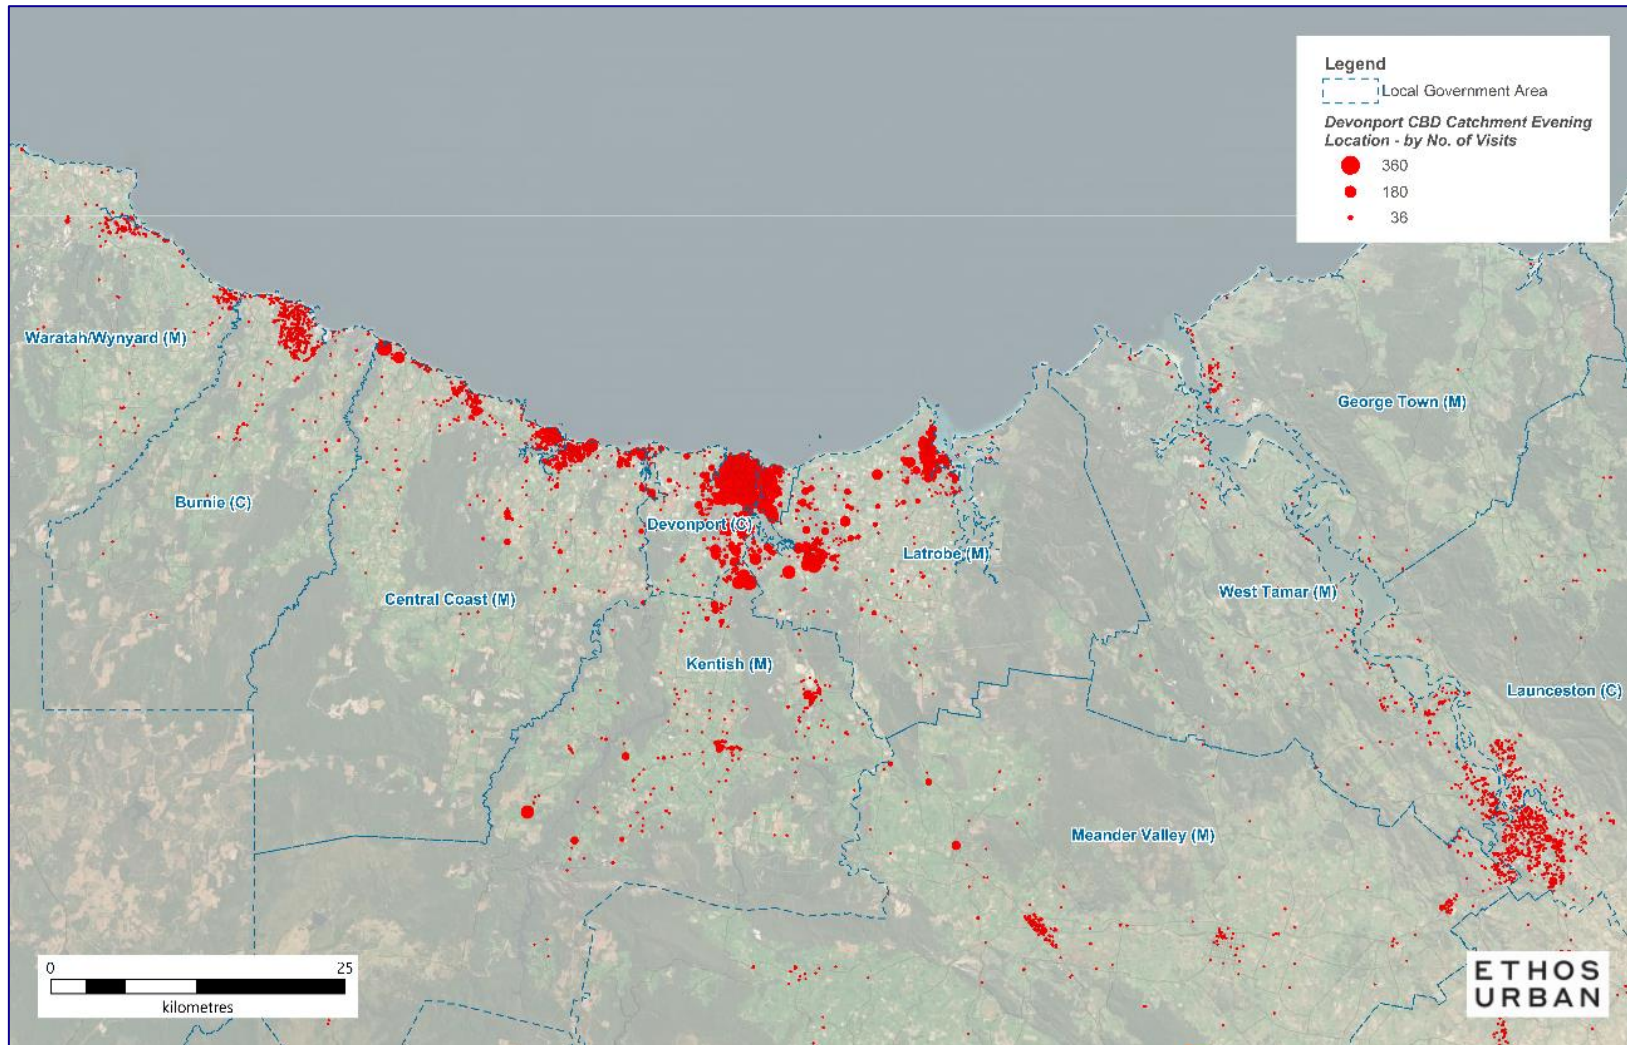 Legend
Local Government Area
Devonport CBD Catchment Evening
Location - by No. of Visits
360
180
36
Waratah/Wynyard (M)
George Town (M)
Burnie (C)
Devonport (C)
Latrobe (M)
Central Coast (M)
West Tamar (M)
Kentish (M)
Launceston (C)
Meander Valley (M)
0 25
kilometres
ETHOS
URBAN